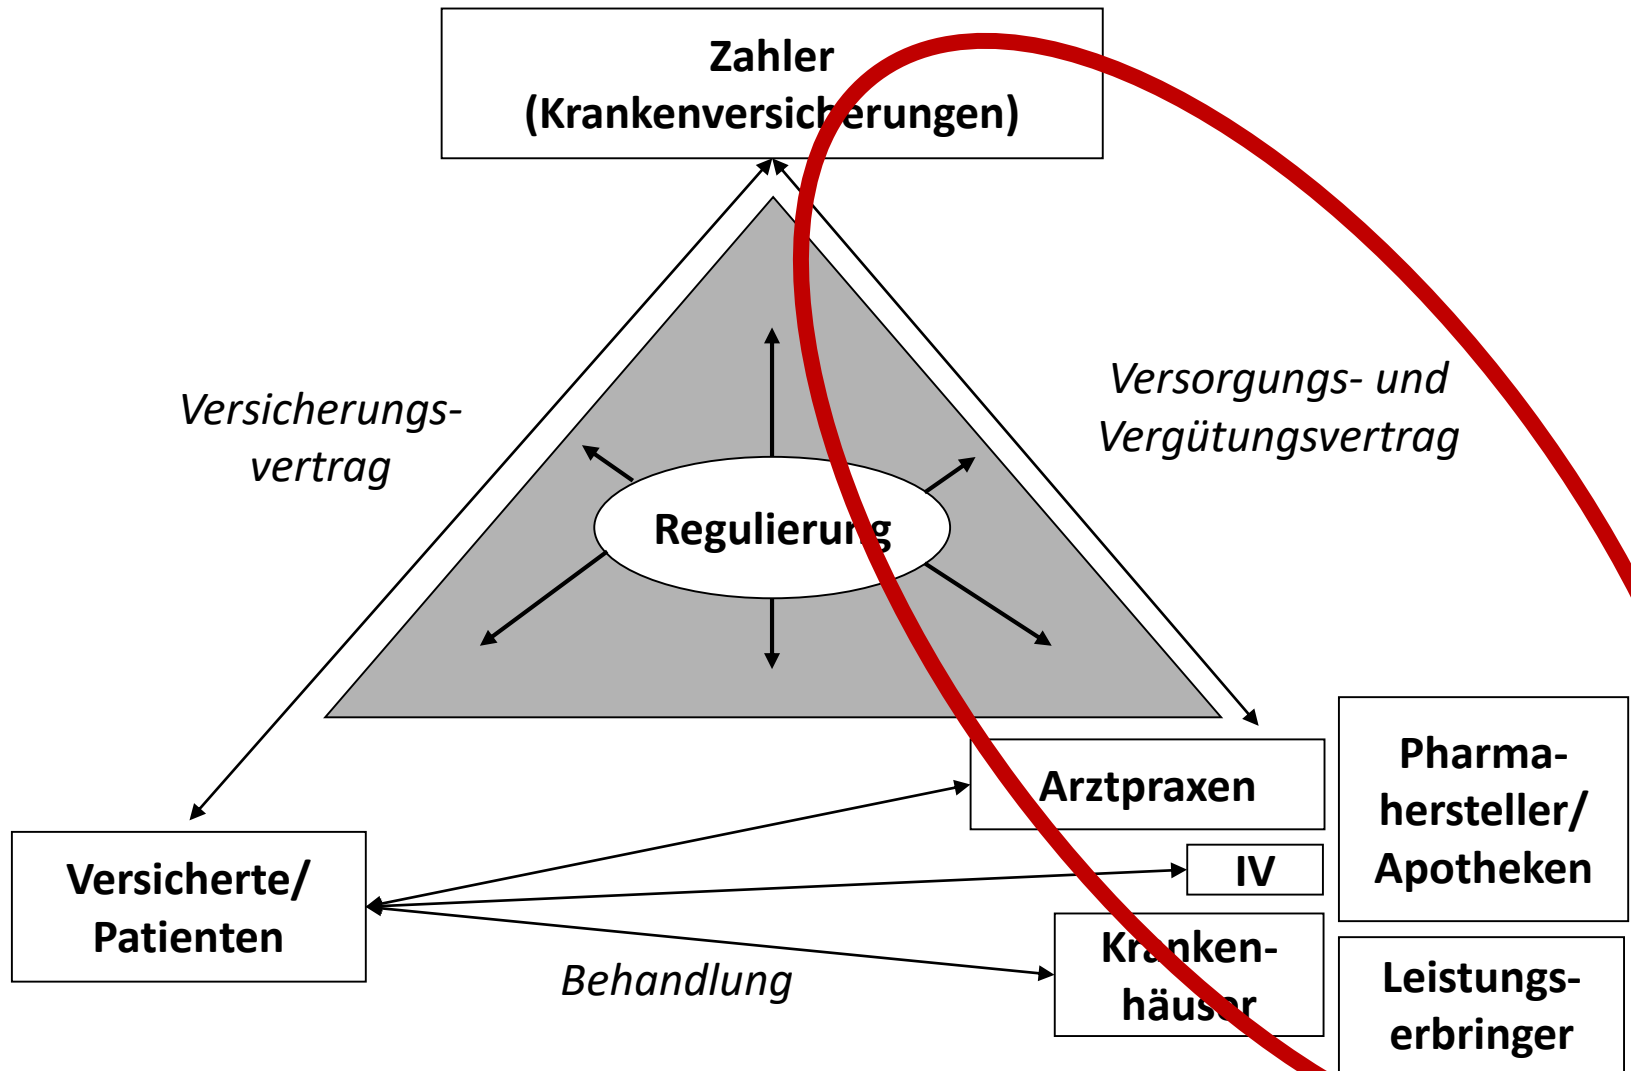 Zahler
(Krankenversicherungen)
Versicherungs-
vertrag
Versorgungs- und
Vergütungsvertrag
Regulierung
Arztpraxen
Pharma-
hersteller/
Apotheken
IV
Versicherte/
Patienten
Kranken-
häuser
Behandlung
Leistungs-
erbringer